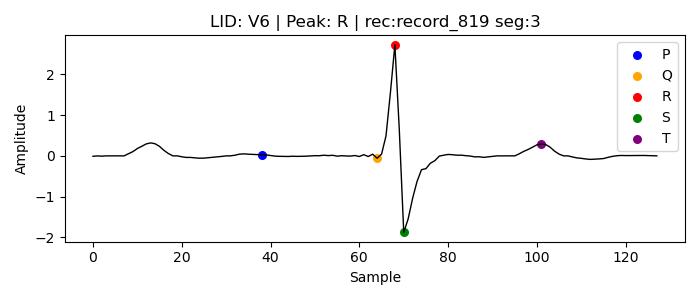 LID: V6 | Peak: R | rec:record_819 seg:3
Amplitude
2
1
0
−1
−2
0 20 40 60 80 100 120
Sample
P
Q
R
S
T